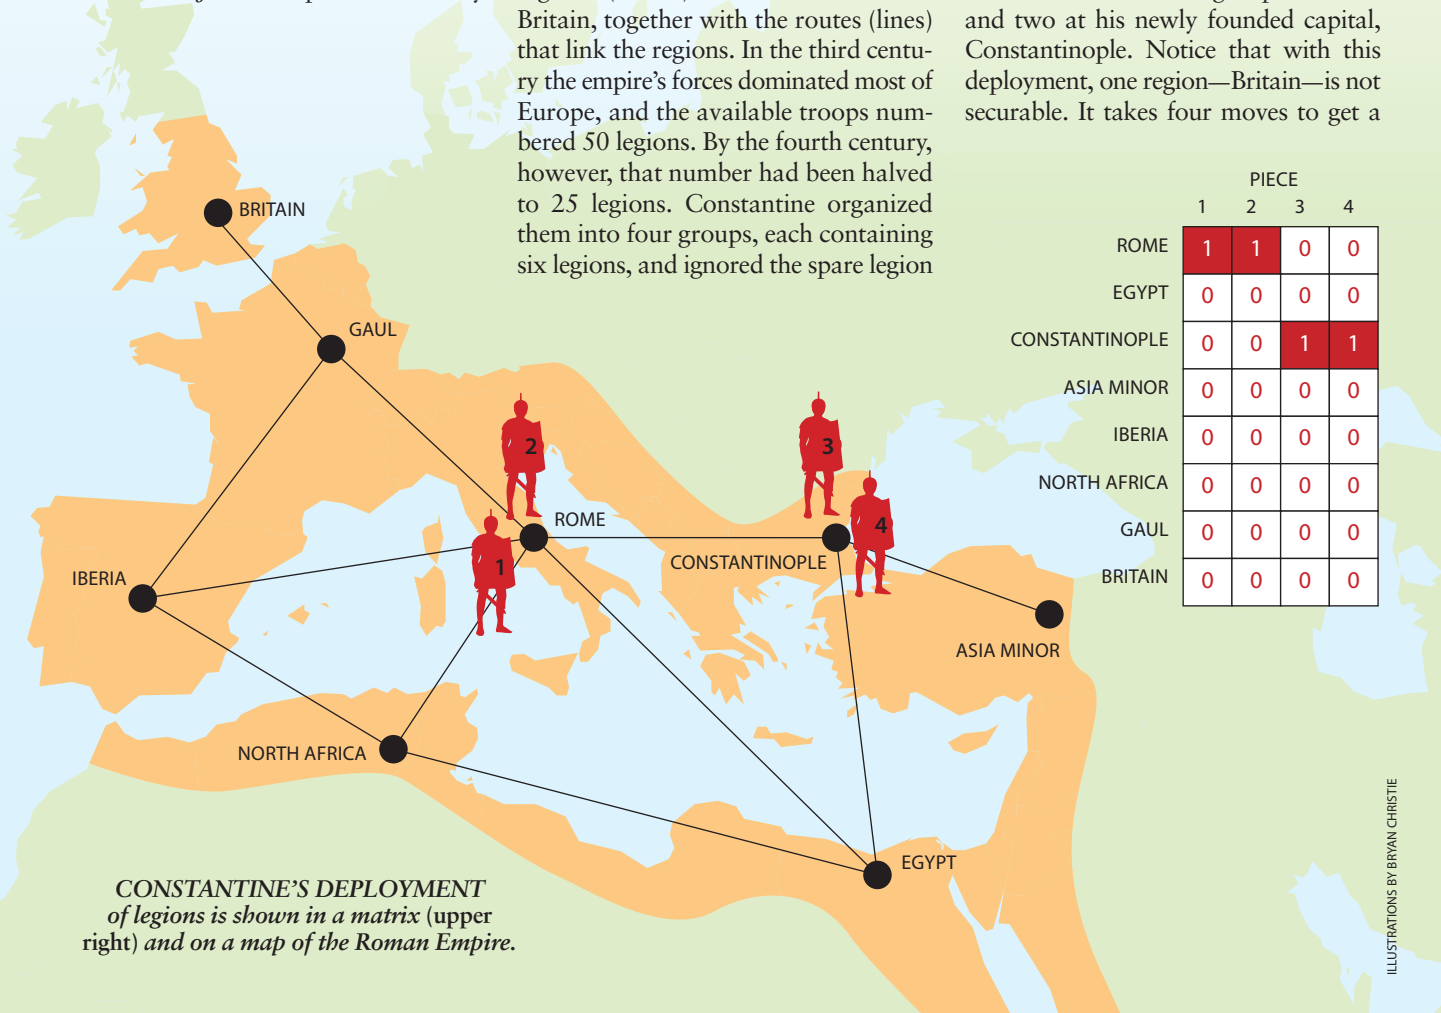 Britain, together with the routes (lines)
that link the regions. In the third centu-
ry the empire's forces dominated most of
Europe, and the available troops num-
bered 50 legions. By the fourth century,
however, that number had been halved
to 25 legions. Constantine organized
them into four groups, each containing
six legions, and ignored the spare legion
and two at his newly founded capital,
Constantinople. Notice that with this
deployment, one region—Britain—is not
securable. It takes four moves to get a
PIECE
1 2 3 4
ROME 1 1 0 0
EGYPT 0 0 0 0
CONSTANTINOPLE 0 0 1 1
ASIA MINOR 0 0 0 0
IBERIA 0 0 0 0
NORTH AFRICA 0 0 0 0
GAUL 0 0 0 0
BRITAIN 0 0 0 0
BRITAIN
GAUL
2
3
ROME
4
CONSTANTINOPLE
1
IBERIA
ASIA MINOR
NORTH AFRICA
EGYPT
CONSTANTINE'S DEPLOYMENT
of legions is shown in a matrix (upper
right) and on a map of the Roman Empire.
ILLUSTRATIONS BY BRYAN CHRISTIE